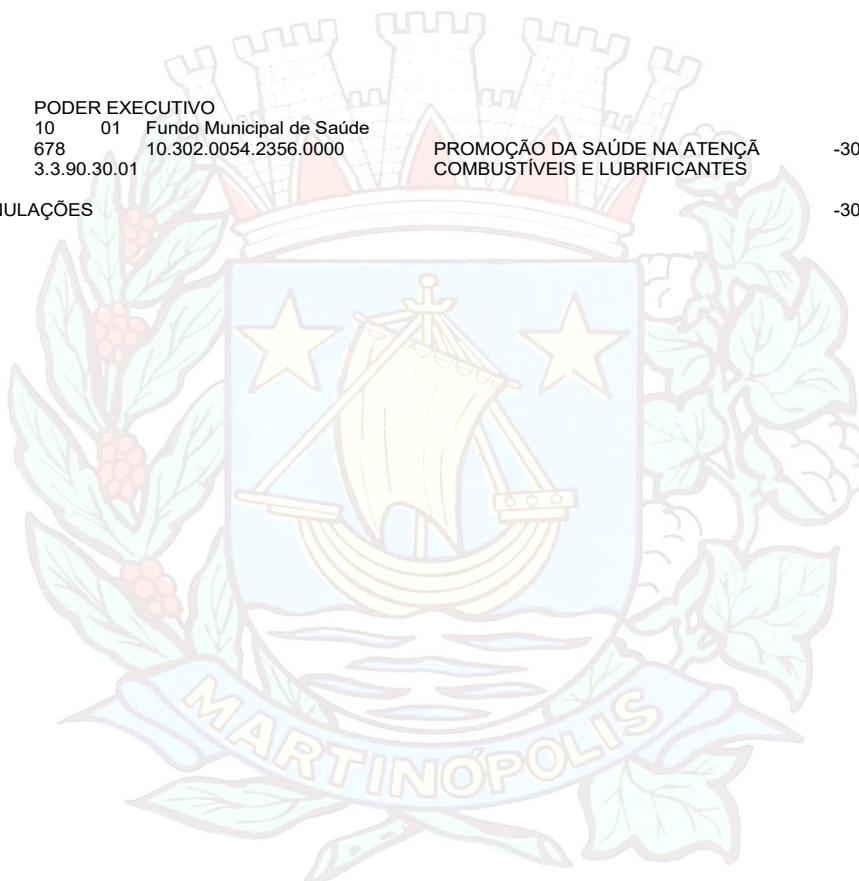 PODER EXECUTIVO
10 01 Fundo Municipal de Saúde
678 10.302.0054.2356.0000 PROMOÇÃO DA SAÚDE NA ATENÇÃ -30
3.3.90.30.01 COMBUSTÍVEIS E LUBRIFICANTES
ULAÇÕES -30
MARTINÓPOLIS